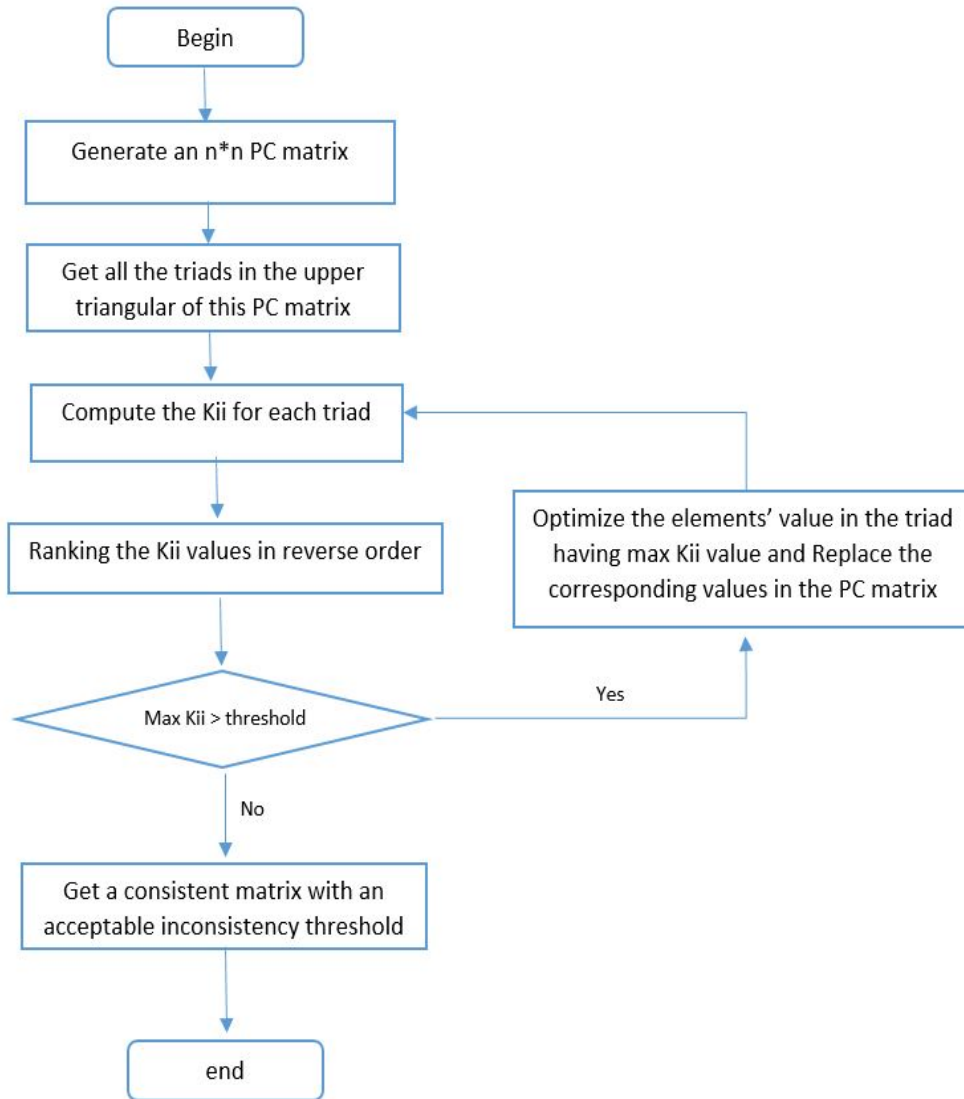 Begin
Generate an n*n PC matrix
Get all the triads in the upper
triangular of this PC matrix
Compute the Kii for each triad
Ranking the Kii values in reverse order
Optimize the elements’ value in the triad
having max Kii value and Replace the
corresponding values in the PC matrix
Max Kii > threshold
Yes
No
Get a consistent matrix with an
acceptable inconsistency threshold
end